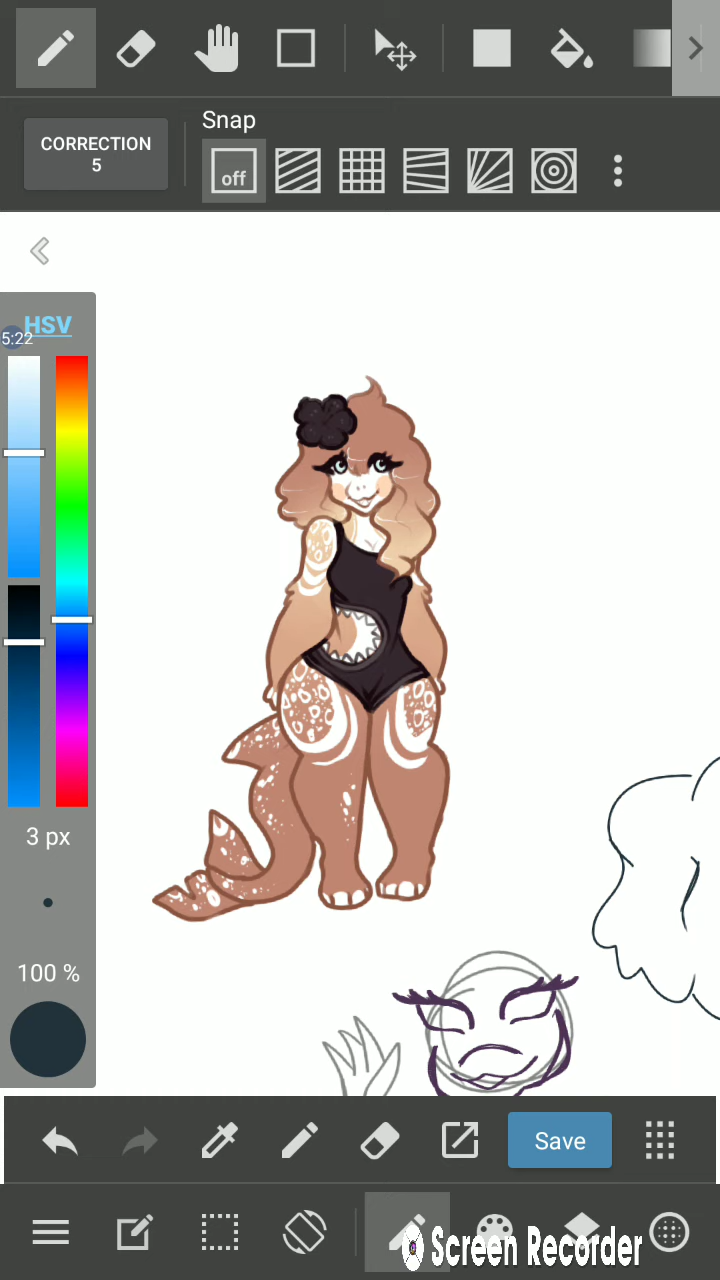 Snap
CORRECTION
5
off
HSV
5:22
3 px
100 %
Save
Screen Recorder